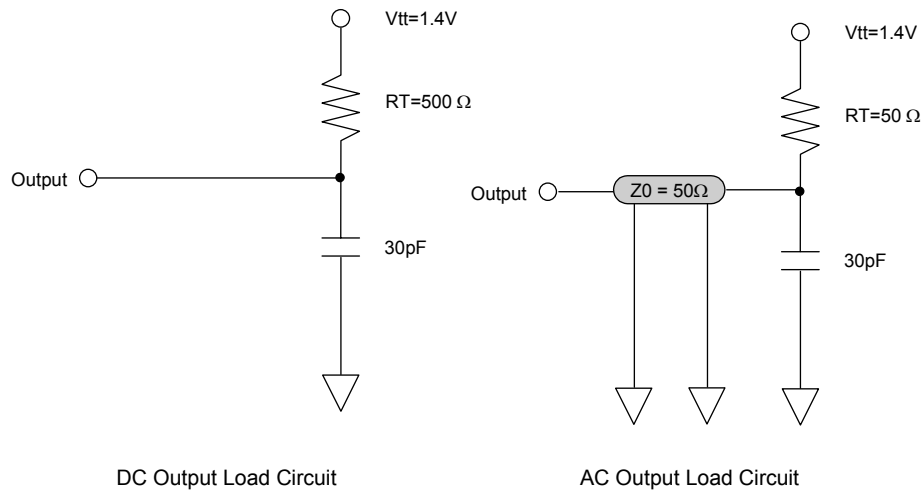 Vtt=1.4V
RT=500 Ω
Output
30pF
DC Output Load Circuit
Vtt=1.4V
RT=50 Ω
Output
Z0 = 50Ω
30pF
AC Output Load Circuit